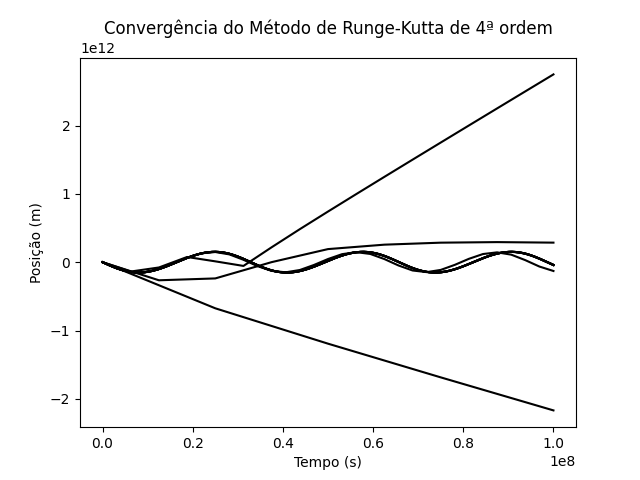 Convergência do Método de Runge-Kutta de 4ª ordem
1e12
2
1
0
−1
−2
Posição (m)
0.0 0.2 0.4 0.6 0.8 1.0
1e8
Tempo (s)